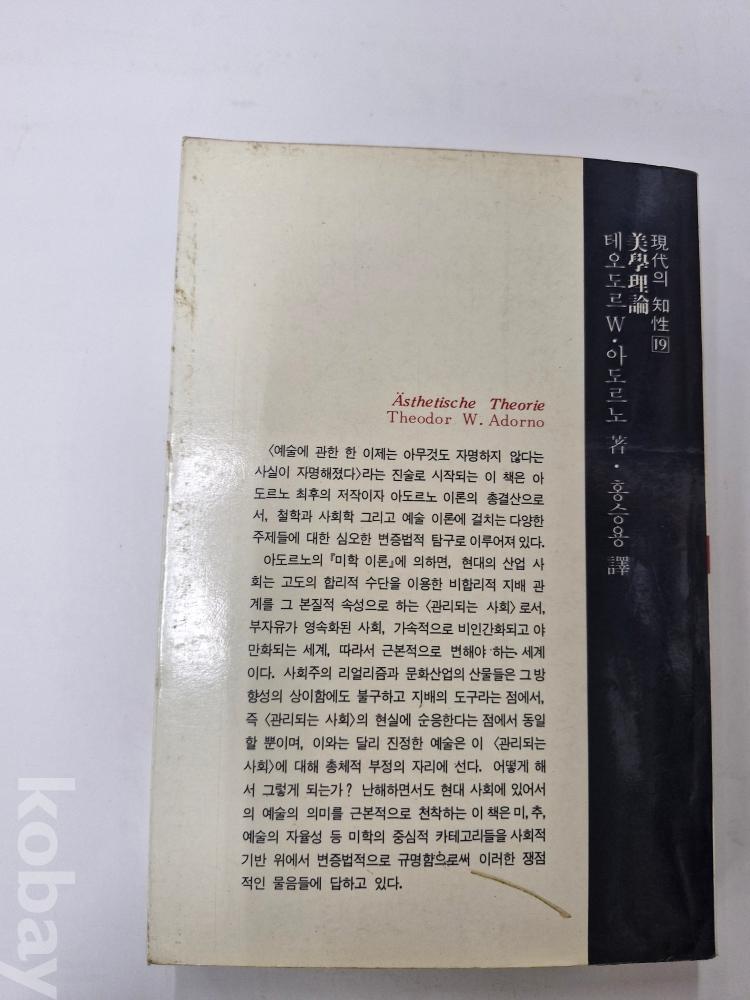 現代의 知性 19
美學理論
테오도르 W·아도르노 著·홍승용 譯
Ästhetische Theorie
Theodor W. Adorno
〈예술에 관한 한 이제는 아무것도 자명하지 않다는
사실이 자명해졌다〉라는 진술로 시작되는 이 책은 아
도르노 최후의 저작이자 아도르노 이론의 총결산으로
서, 철학과 사회학 그리고 예술 이론에 걸치는 다양한
주제들에 대한 심오한 변증법적 탐구로 이루어져 있다.
아도르노의 『미학 이론』에 의하면, 현대의 산업 사
회는 고도의 합리적 수단을 이용한 비합리적 지배 관
계를 그 본질적 속성으로 하는 〈관리되는 사회〉로서,
부자유가 영속화된 사회, 가속적으로 비인간화되고 야
만화되는 세계, 따라서 근본적으로 변해야 하는 세계
이다. 사회주의 리얼리즘과 문화산업의 산물들은 그 방
향성의 상이함에도 불구하고 지배의 도구라는 점에서,
즉 〈관리되는 사회〉의 현실에 순응한다는 점에서 동일
할 뿐이며, 이와는 달리 진정한 예술은 이 〈관리되는
사회〉에 대해 총체적 부정의 자리에 선다. 어떻게 해
서 그렇게 되는가? 난해하면서도 현대 사회에 있어서
의 예술의 의미를 근본적으로 천착하는 이 책은 미, 추,
예술의 자율성 등 미학의 중심적 카테고리들을 사회적
기반 위에서 변증법적으로 규명함으로써 이러한 쟁점
적인 물음들에 답하고 있다.
kobay